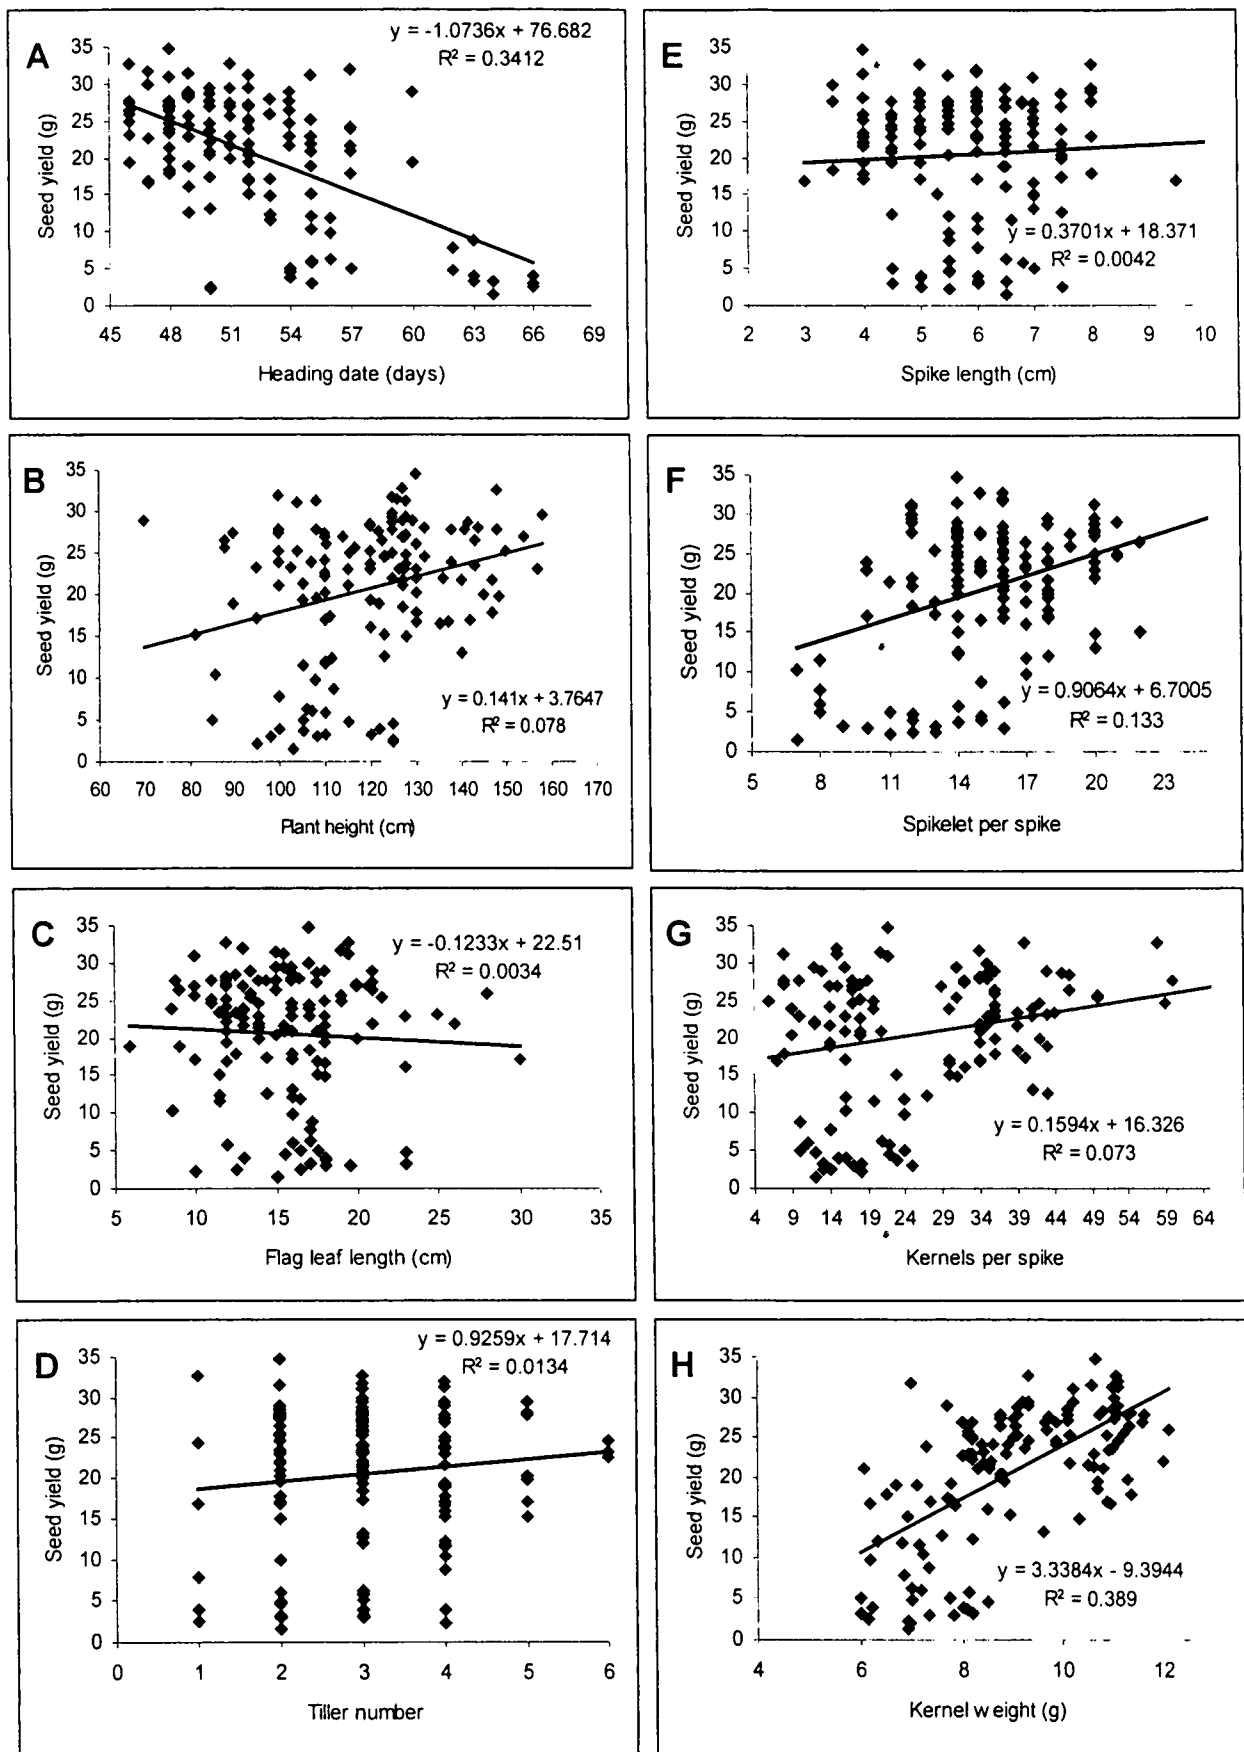 A
y = -1.0736x + 76.682
R² = 0.3412
Seed yield (g)
35
30
25
20
15
10
5
0
45 48 51 54 57 60 63 66 69
Heading date (days)
B
Seed yield (g)
35
30
25
20
15
10
5
0
y = 0.141x + 3.7647
R² = 0.078
60 70 80 90 100 110 120 130 140 150 160 170
Plant height (cm)
C
Seed yield (g)
35
30
25
20
15
10
5
0
y = -0.1233x + 22.51
R² = 0.0034
5 10 15 20 25 30 35
Flag leaf length (cm)
D
y = 0.9259x + 17.714
R² = 0.0134
Seed yield (g)
35
30
25
20
15
10
5
0
0 1 2 3 4 5 6
Tiller number
E
Seed yield (g)
35
30
25
20
15
10
5
0
y = 0.3701x + 18.371
R² = 0.0042
2 3 4 5 6 7 8 9 10
Spike length (cm)
F
Seed yield (g)
35
30
25
20
15
10
5
0
y = 0.9064x + 6.7005
R² = 0.133
5 8 11 14 17 20 23
Spikelet per spike
G
Seed yield (g)
35
30
25
20
15
10
5
0
y = 0.1594x + 16.326
R² = 0.073
4 9 14 19 24 29 34 39 44 49 54 59 64
Kernels per spike
H
Seed yield (g)
35
30
25
20
15
10
5
0
y = 3.3384x - 9.3944
R² = 0.389
4 6 8 10 12
Kernel weight (g)